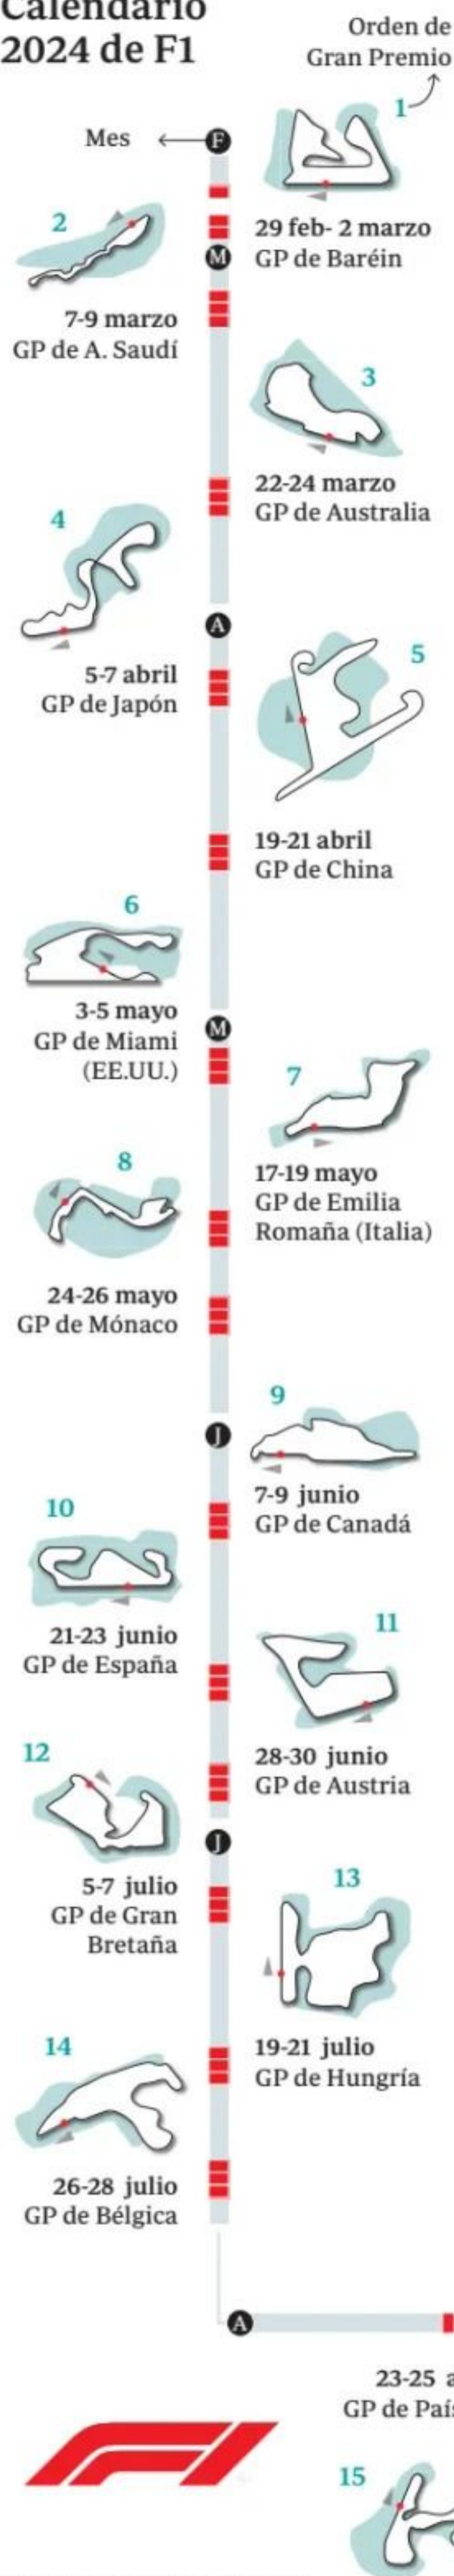 Calendario
2024 de F1
Orden de
Gran Premio
1
Mes
F
29 feb- 2 marzo
GP de Baréin
2
M
7-9 marzo
GP de A. Saudí
3
22-24 marzo
GP de Australia
4
A
5-7 abril
GP de Japón
5
19-21 abril
GP de China
6
3-5 mayo
GP de Miami
(EE.UU.)
M
7
17-19 mayo
GP de Emilia
Romaña (Italia)
8
24-26 mayo
GP de Mónaco
J
9
7-9 junio
GP de Canadá
10
21-23 junio
GP de España
11
28-30 junio
GP de Austria
12
J
5-7 julio
GP de Gran
Bretaña
13
19-21 julio
GP de Hungría
14
26-28 julio
GP de Bélgica
A
23-25 a
GP de Paí
F1
15